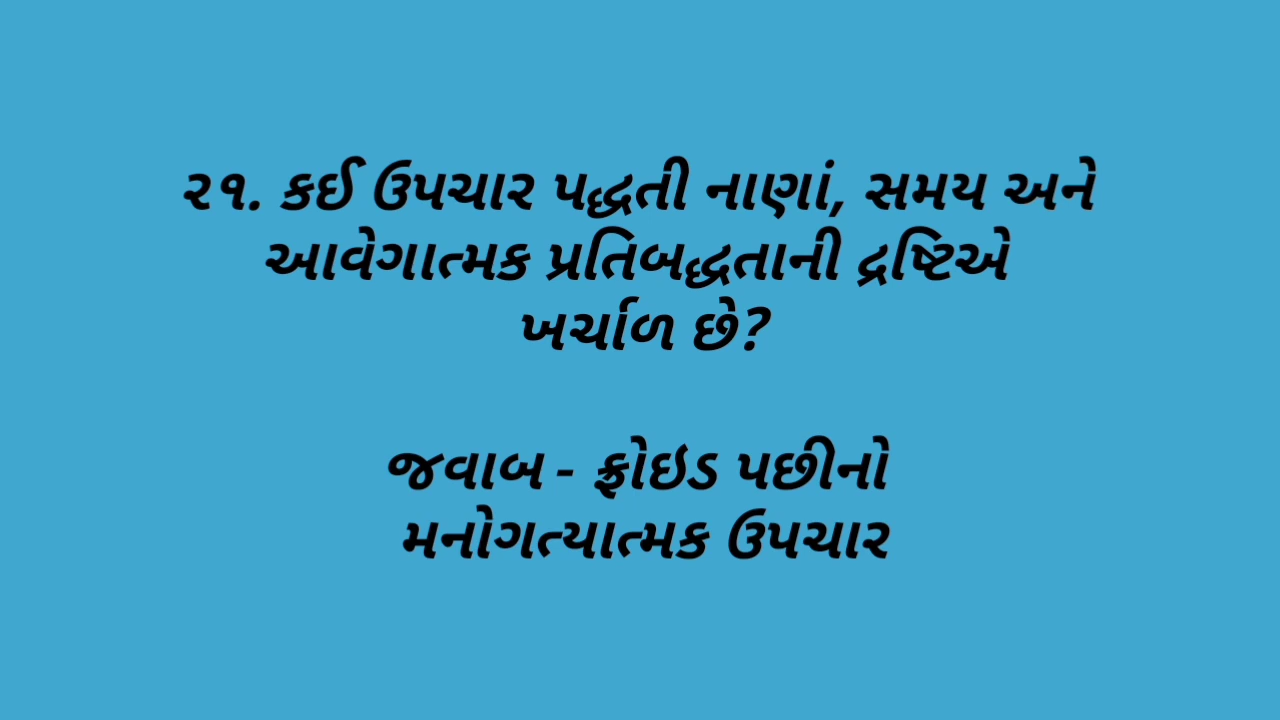 ૨૧. કઈ ઉપચાર પદ્ધતી નાણાં, સમય અને
આવેગાત્મક પ્રતિબદ્ધતાની દ્રષ્ટિએ
ખર્ચાળ છે?
જવાબ - ફ્રોઇડ પછીનો
મનોગત્યાત્મક ઉપચાર